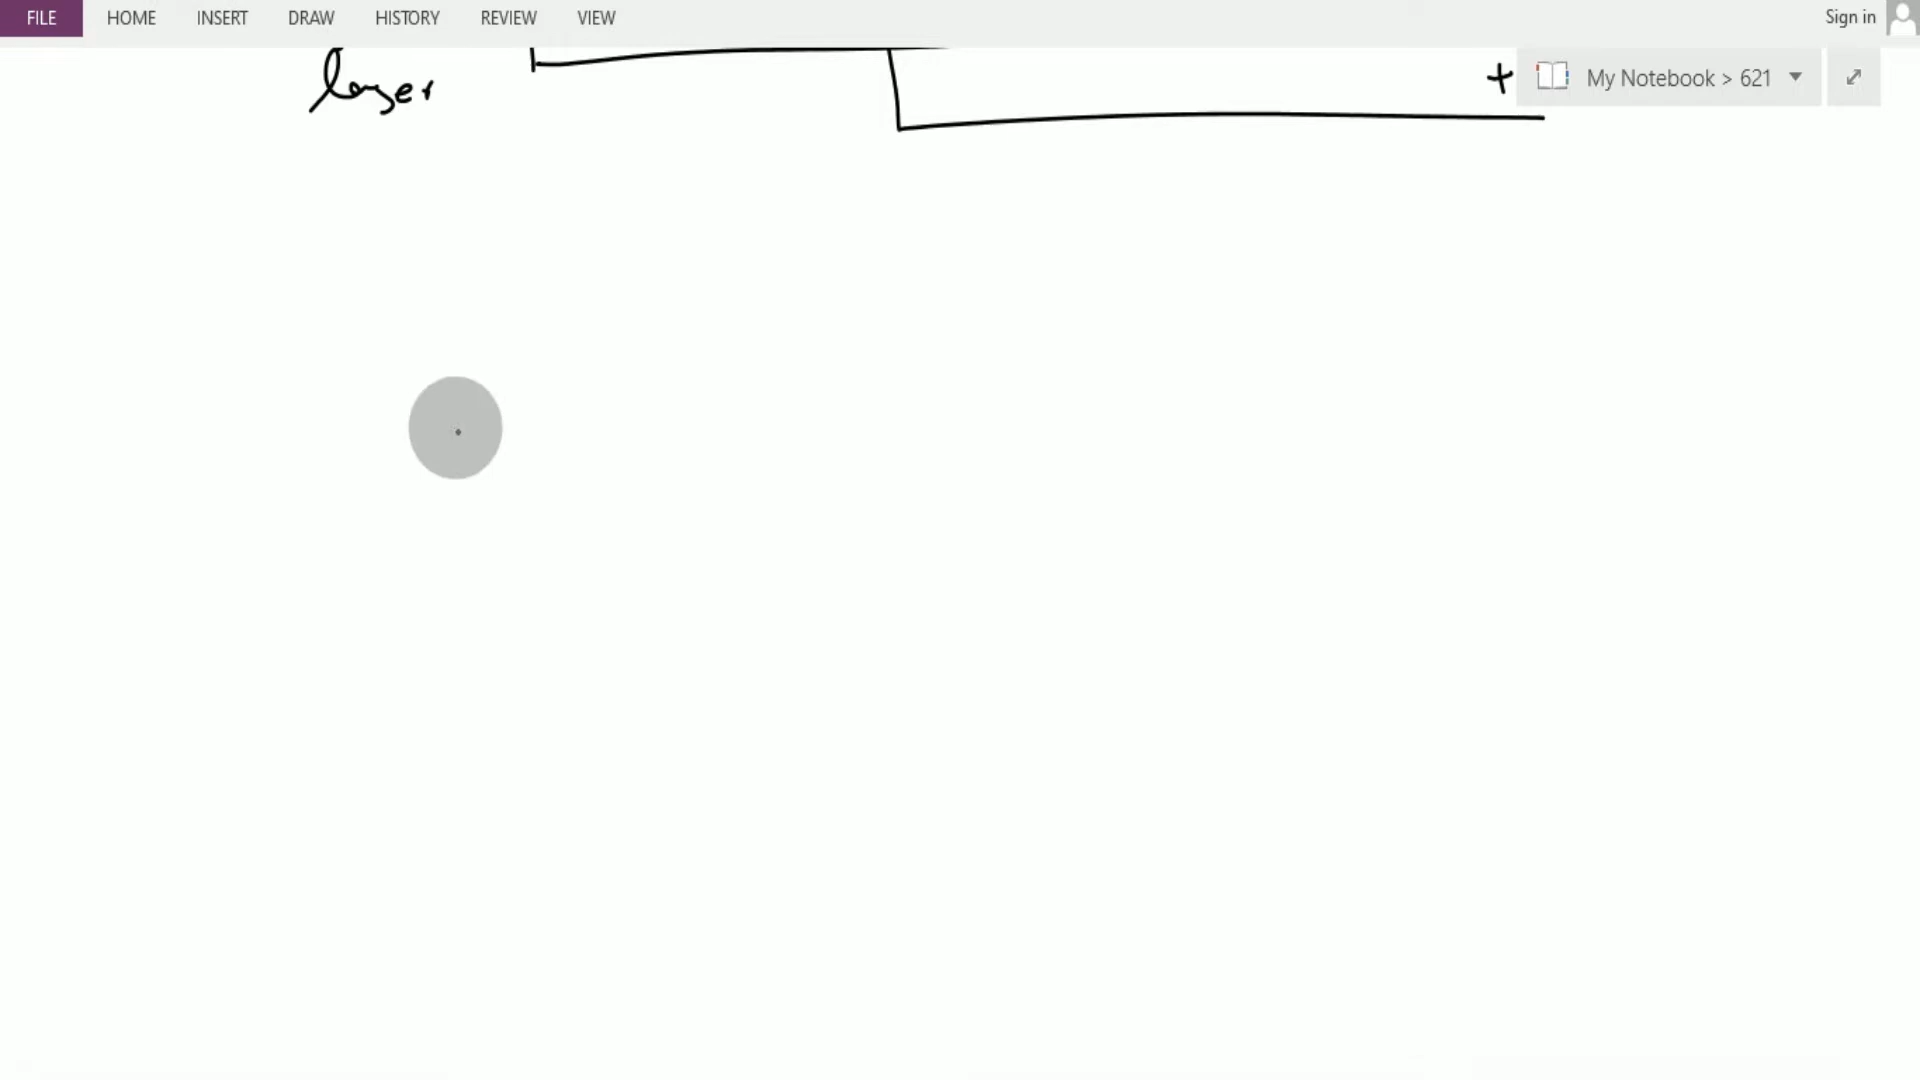 FILE HOME INSERT DRAW HISTORY REVIEW VIEW Sign in
layer
+ My Notebook > 621